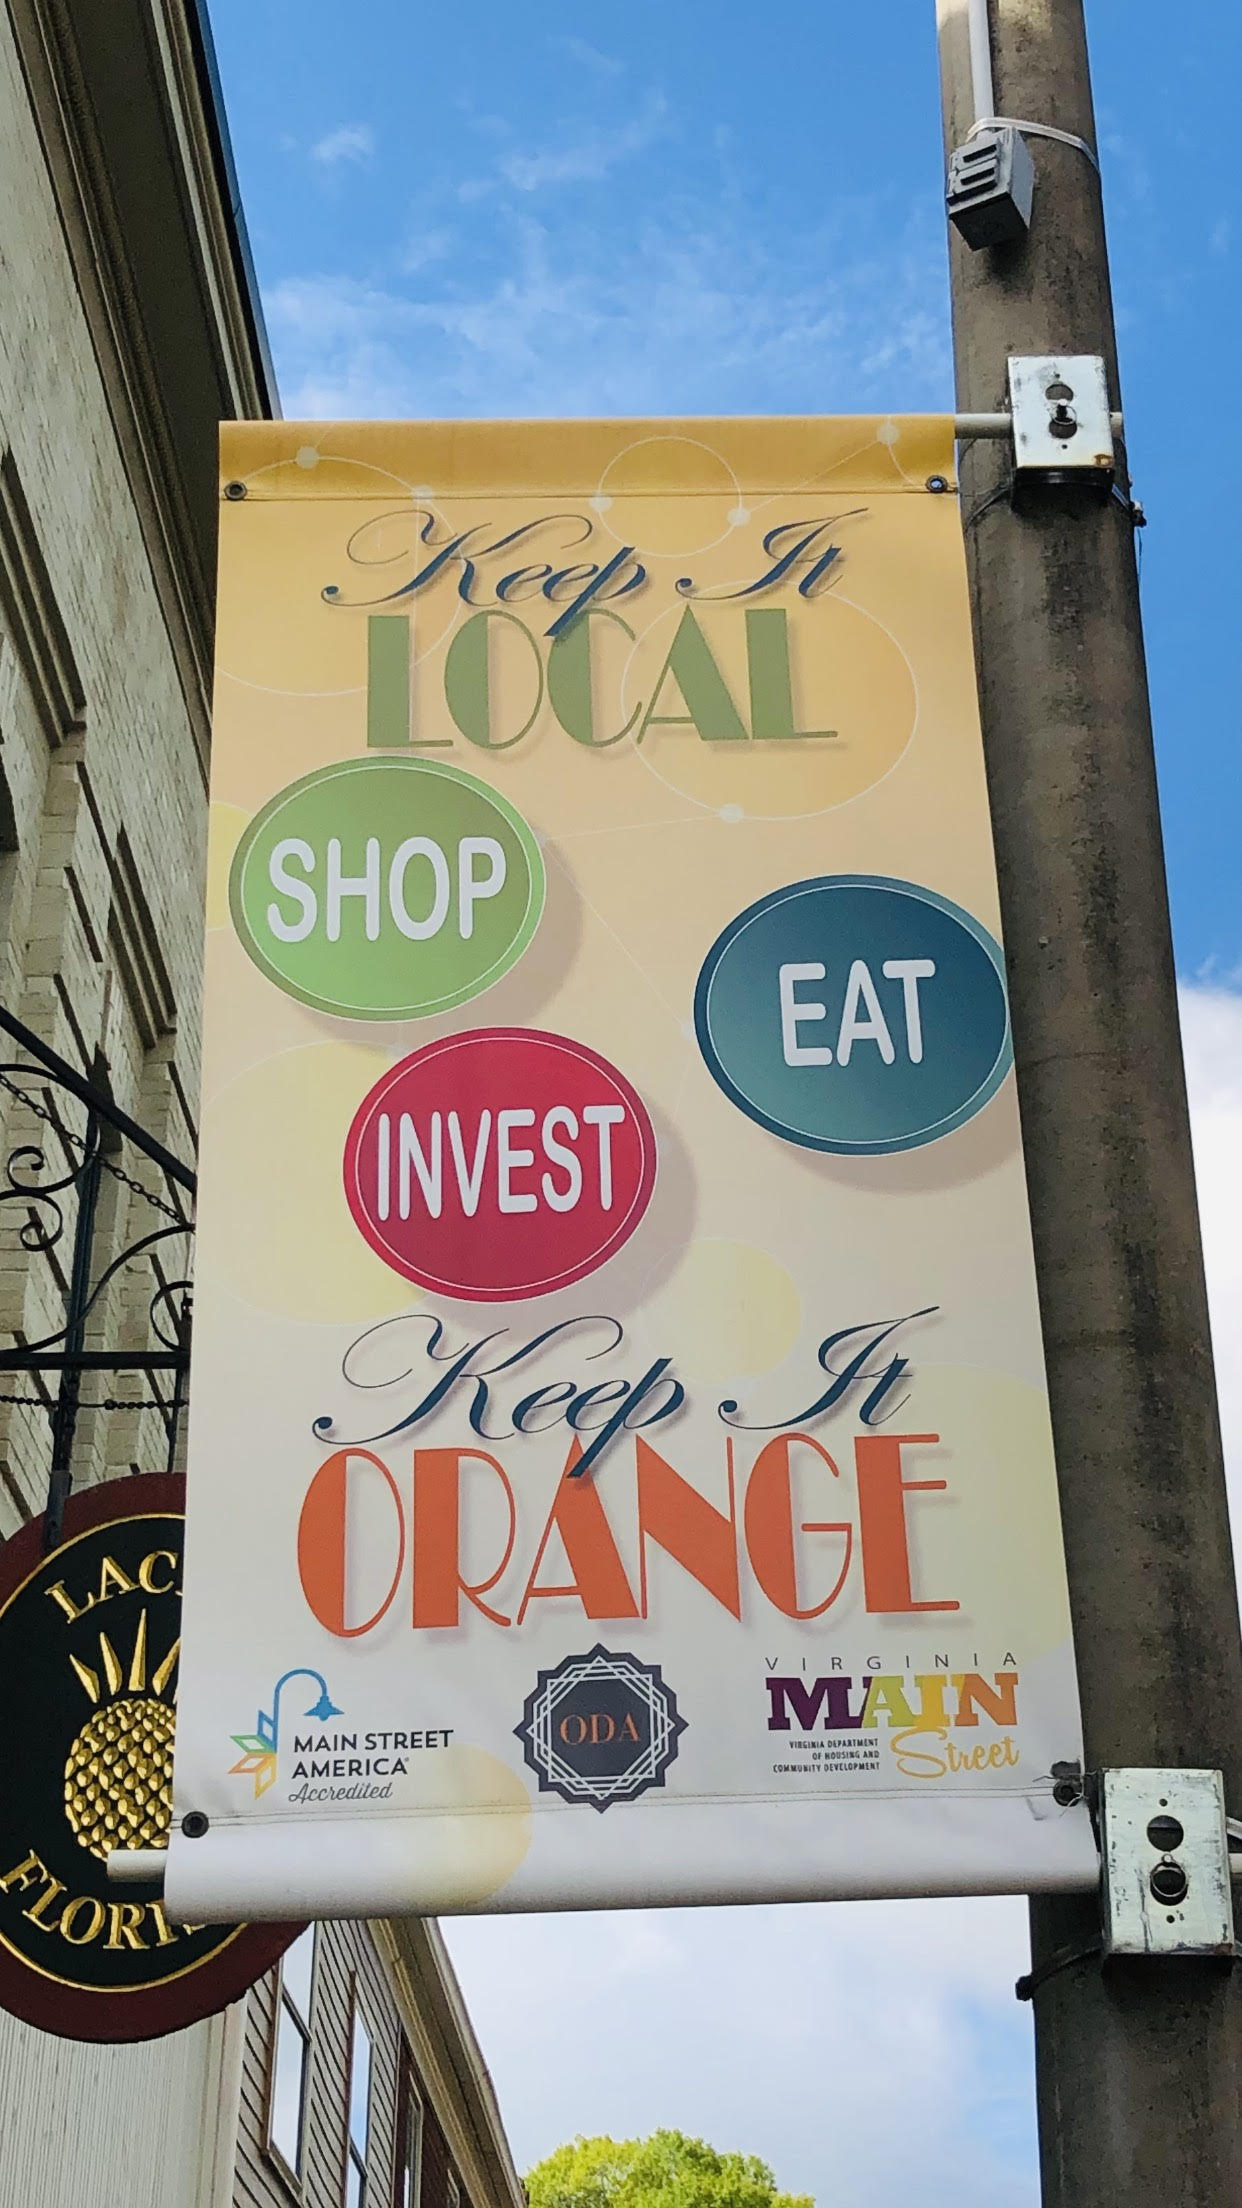 Keep It
LOCAL
SHOP
EAT
INVEST
Keep It
ORANGE
MAIN STREET
AMERICA®
Accredited
ODA
VIRGINIA
MAIN
Street
VIRGINIA DEPARTMENT
OF HOUSING AND
COMMUNITY DEVELOPMENT